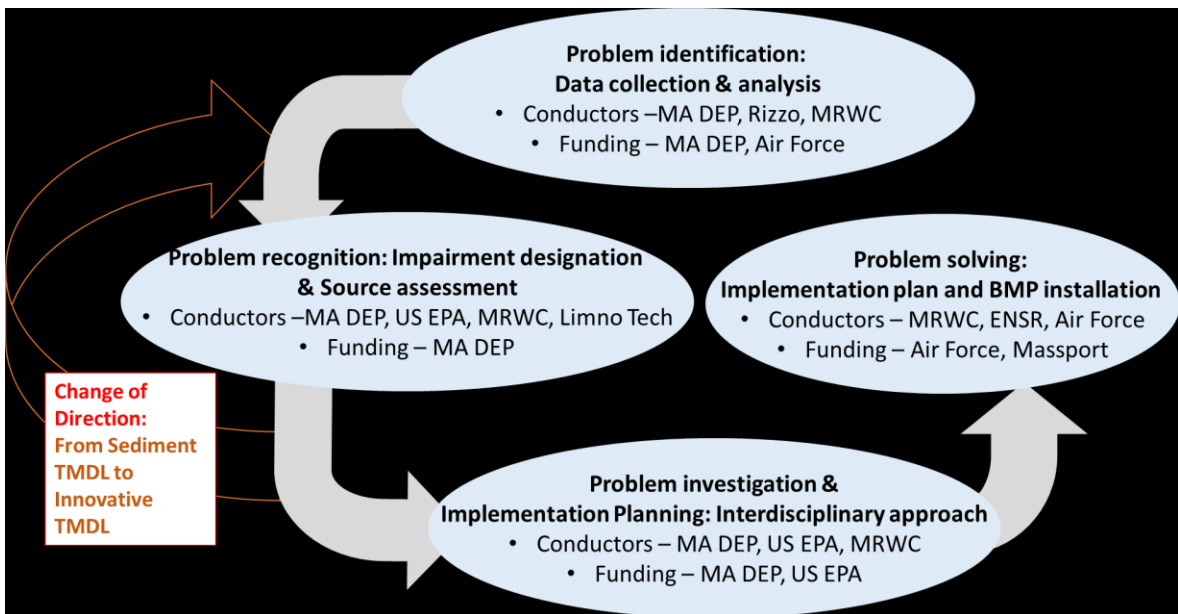 Problem identification:
Data collection & analysis
• Conductors –MA DEP, Rizzo, MRWC
• Funding – MA DEP, Air Force
Problem recognition: Impairment designation
& Source assessment
• Conductors –MA DEP, US EPA, MRWC, Limno Tech
• Funding – MA DEP
Problem solving:
Implementation plan and BMP installation
• Conductors – MRWC, ENSR, Air Force
• Funding – Air Force, Massport
Change of
Direction:
From Sediment
TMDL to
Innovative
TMDL
Problem investigation &
Implementation Planning: Interdisciplinary approach
• Conductors – MA DEP, US EPA, MRWC
• Funding – MA DEP, US EPA